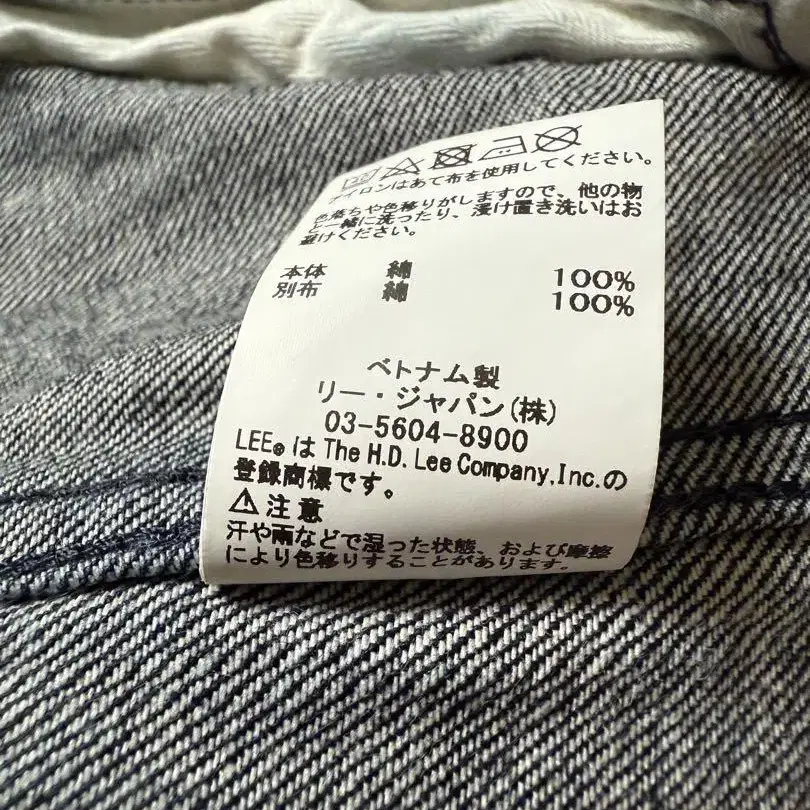 アイロンはあて布を使用してください。
色落ちや色移りがしますので、他の物
と一緒に洗ったり、浸け置き洗いはお
避けください。
本体 綿 100%
別布 綿 100%
ベトナム製
リー・ジャパン(株)
03-5604-8900
LEE® は The H.D. Lee Company,Inc.の
登録商標です。
⚠注意
汗や雨などで湿った状態、および摩擦
により色移りすることがあります。